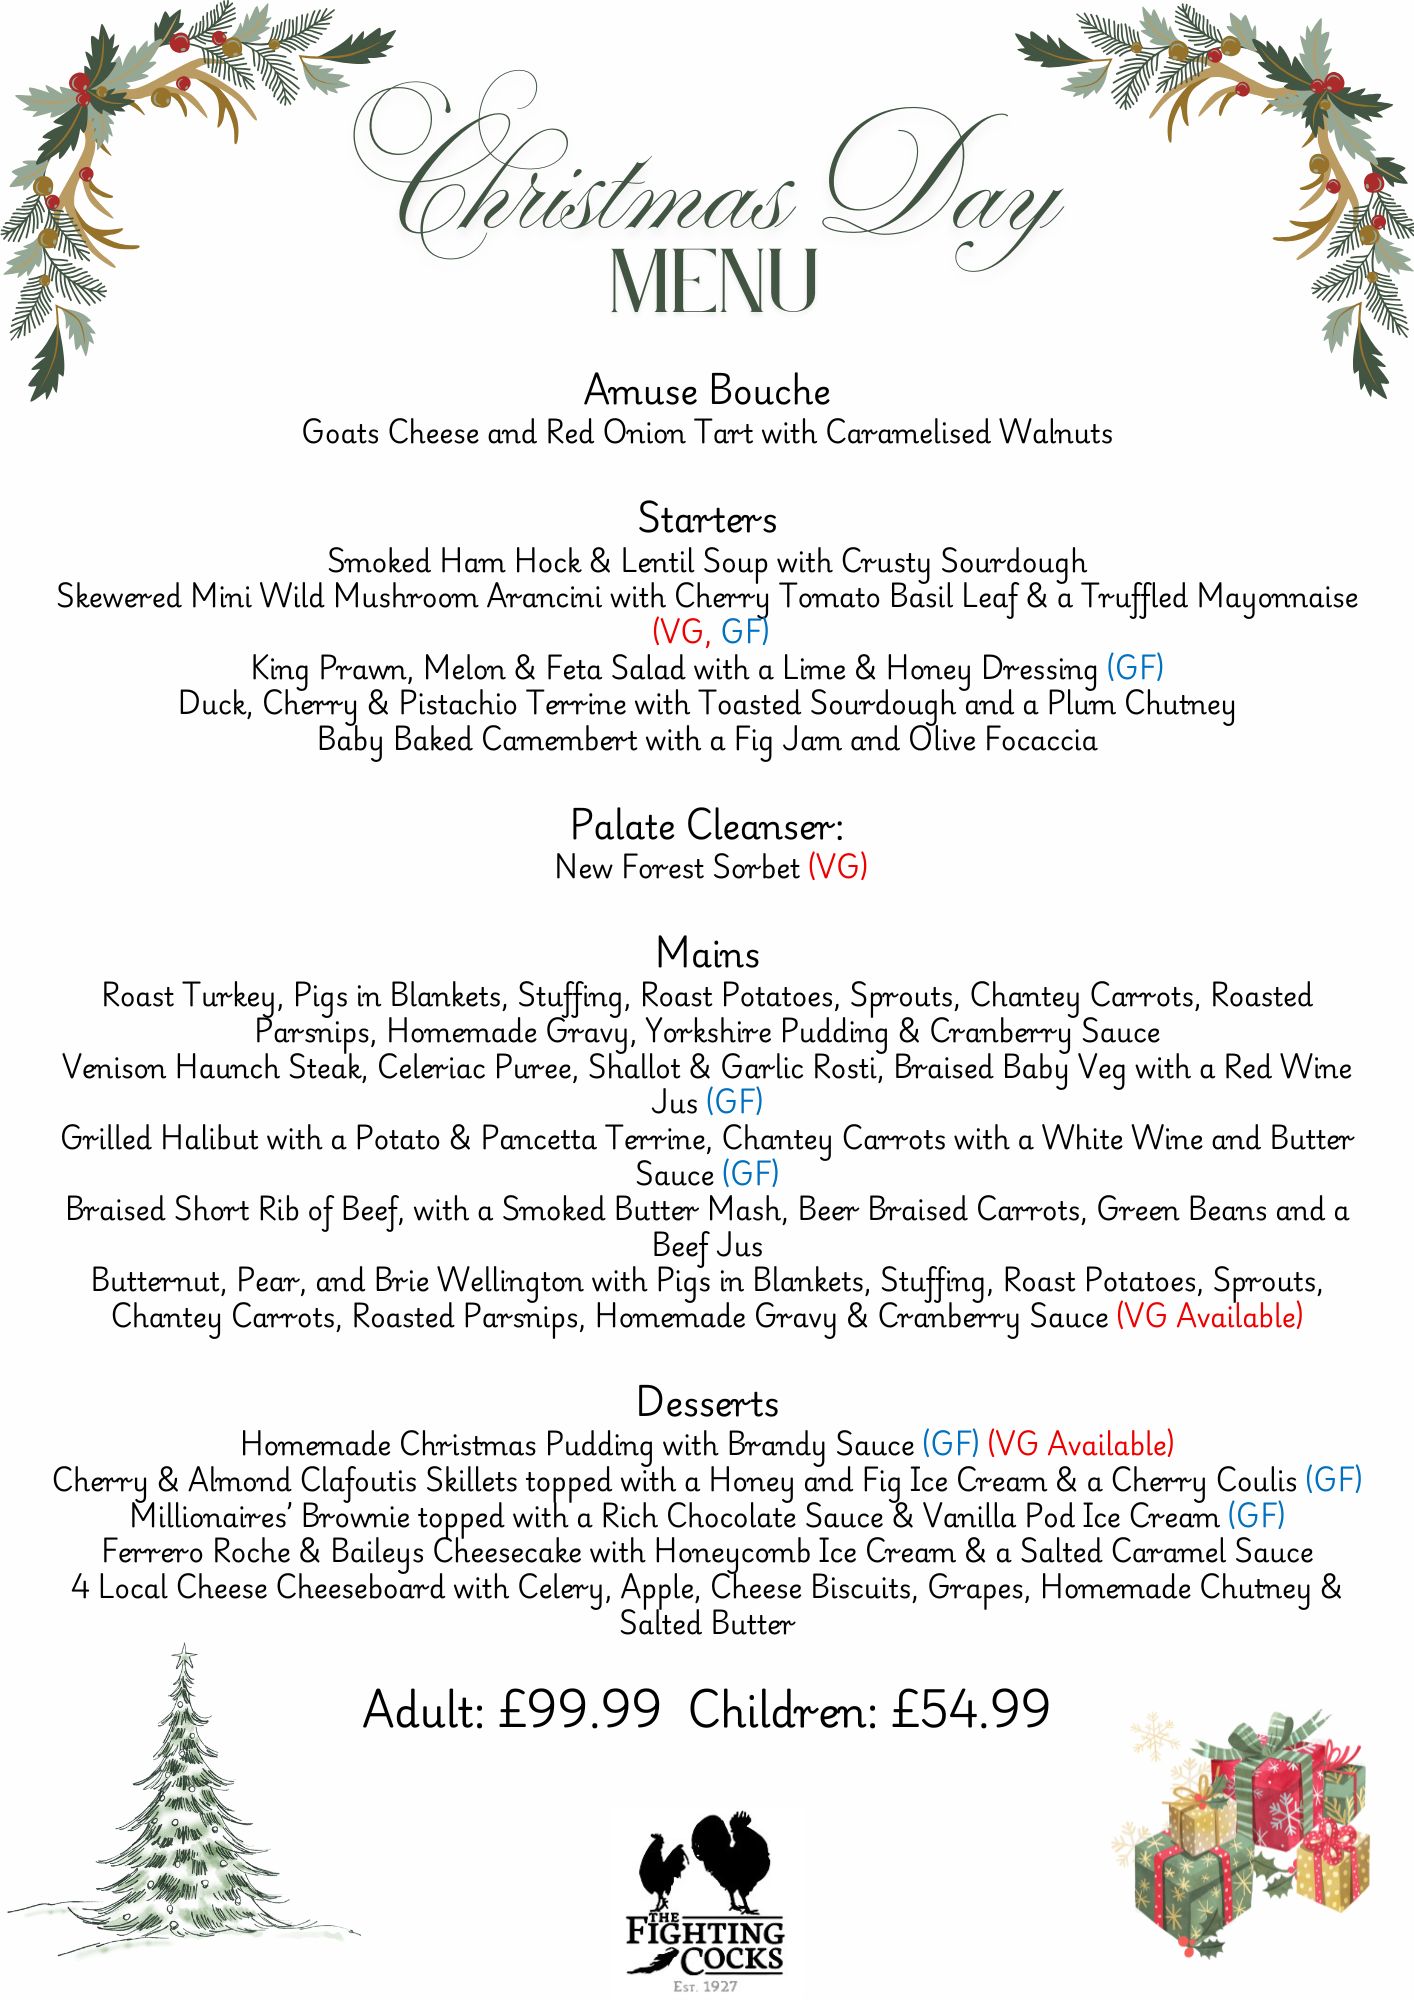 Christmas Day
MENU
Amuse Bouche
Goats Cheese and Red Onion Tart with Caramelised Walnuts
Starters
Smoked Ham Hock & Lentil Soup with Crusty Sourdough
Skewered Mini Wild Mushroom Arancini with Cherry Tomato Basil Leaf & a Truffled Mayonnaise
(VG, GF)
King Prawn, Melon & Feta Salad with a Lime & Honey Dressing (GF)
Duck, Cherry & Pistachio Terrine with Toasted Sourdough and a Plum Chutney
Baby Baked Camembert with a Fig Jam and Olive Focaccia
Palate Cleanser:
New Forest Sorbet (VG)
Mains
Roast Turkey, Pigs in Blankets, Stuffing, Roast Potatoes, Sprouts, Chantey Carrots, Roasted
Parsnips, Homemade Gravy, Yorkshire Pudding & Cranberry Sauce
Venison Haunch Steak, Celeriac Puree, Shallot & Garlic Rosti, Braised Baby Veg with a Red Wine
Jus (GF)
Grilled Halibut with a Potato & Pancetta Terrine, Chantey Carrots with a White Wine and Butter
Sauce (GF)
Braised Short Rib of Beef, with a Smoked Butter Mash, Beer Braised Carrots, Green Beans and a
Beef Jus
Butternut, Pear, and Brie Wellington with Pigs in Blankets, Stuffing, Roast Potatoes, Sprouts,
Chantey Carrots, Roasted Parsnips, Homemade Gravy & Cranberry Sauce (VG Available)
Desserts
Homemade Christmas Pudding with Brandy Sauce (GF) (VG Available)
Cherry & Almond Clafoutis Skillets topped with a Honey and Fig Ice Cream & a Cherry Coulis (GF)
Millionaires' Brownie topped with a Rich Chocolate Sauce & Vanilla Pod Ice Cream (GF)
Ferrero Roche & Baileys Cheesecake with Honeycomb Ice Cream & a Salted Caramel Sauce
4 Local Cheese Cheeseboard with Celery, Apple, Cheese Biscuits, Grapes, Homemade Chutney &
Salted Butter
Adult: £99.99 Children: £54.99
THE
FIGHTING
COCKS
EST. 1927